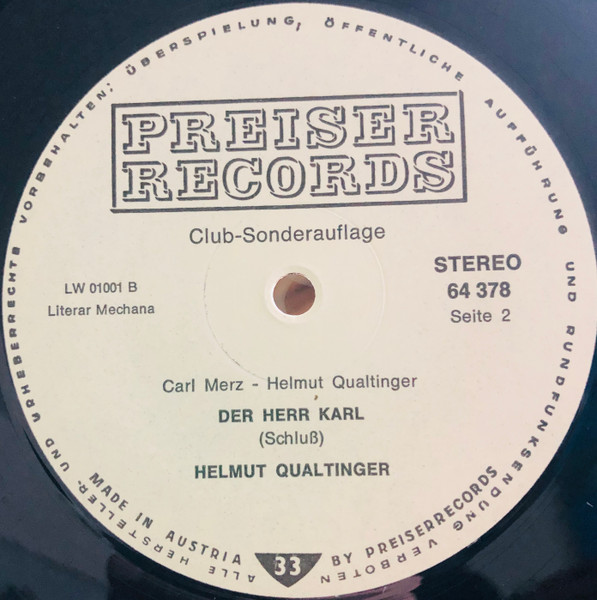 PREISER
RECORDS
Club-Sonderauflage
LW 01001 B
Literar Mechana
STEREO
64 378
Seite 2
Carl Merz - Helmut Qualtinger
DER HERR KARL
(Schluß)
HELMUT QUALTINGER
ALLE HERSTELLER- UND URHEBERRECHTE VORBEHALTEN; ÜBERSPIELUNG, ÖFFENTLICHE AUFFÜHRUNG UND RUNDFUNKSENDUNG VERBOTEN
MADE IN AUSTRIA
33
BY PREISERRECORDS